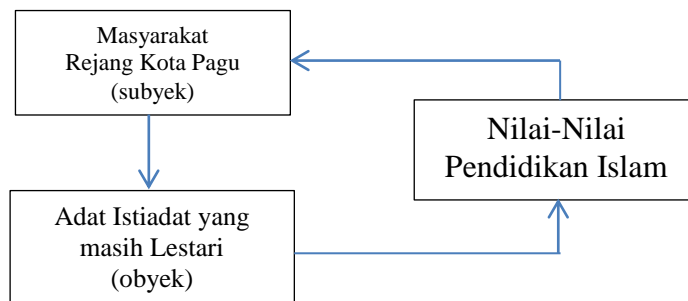 Masyarakat
Rejang Kota Pagu
(subyek)
Nilai-Nilai
Pendidikan Islam
Adat Istiadat yang
masih Lestari
(obyek)